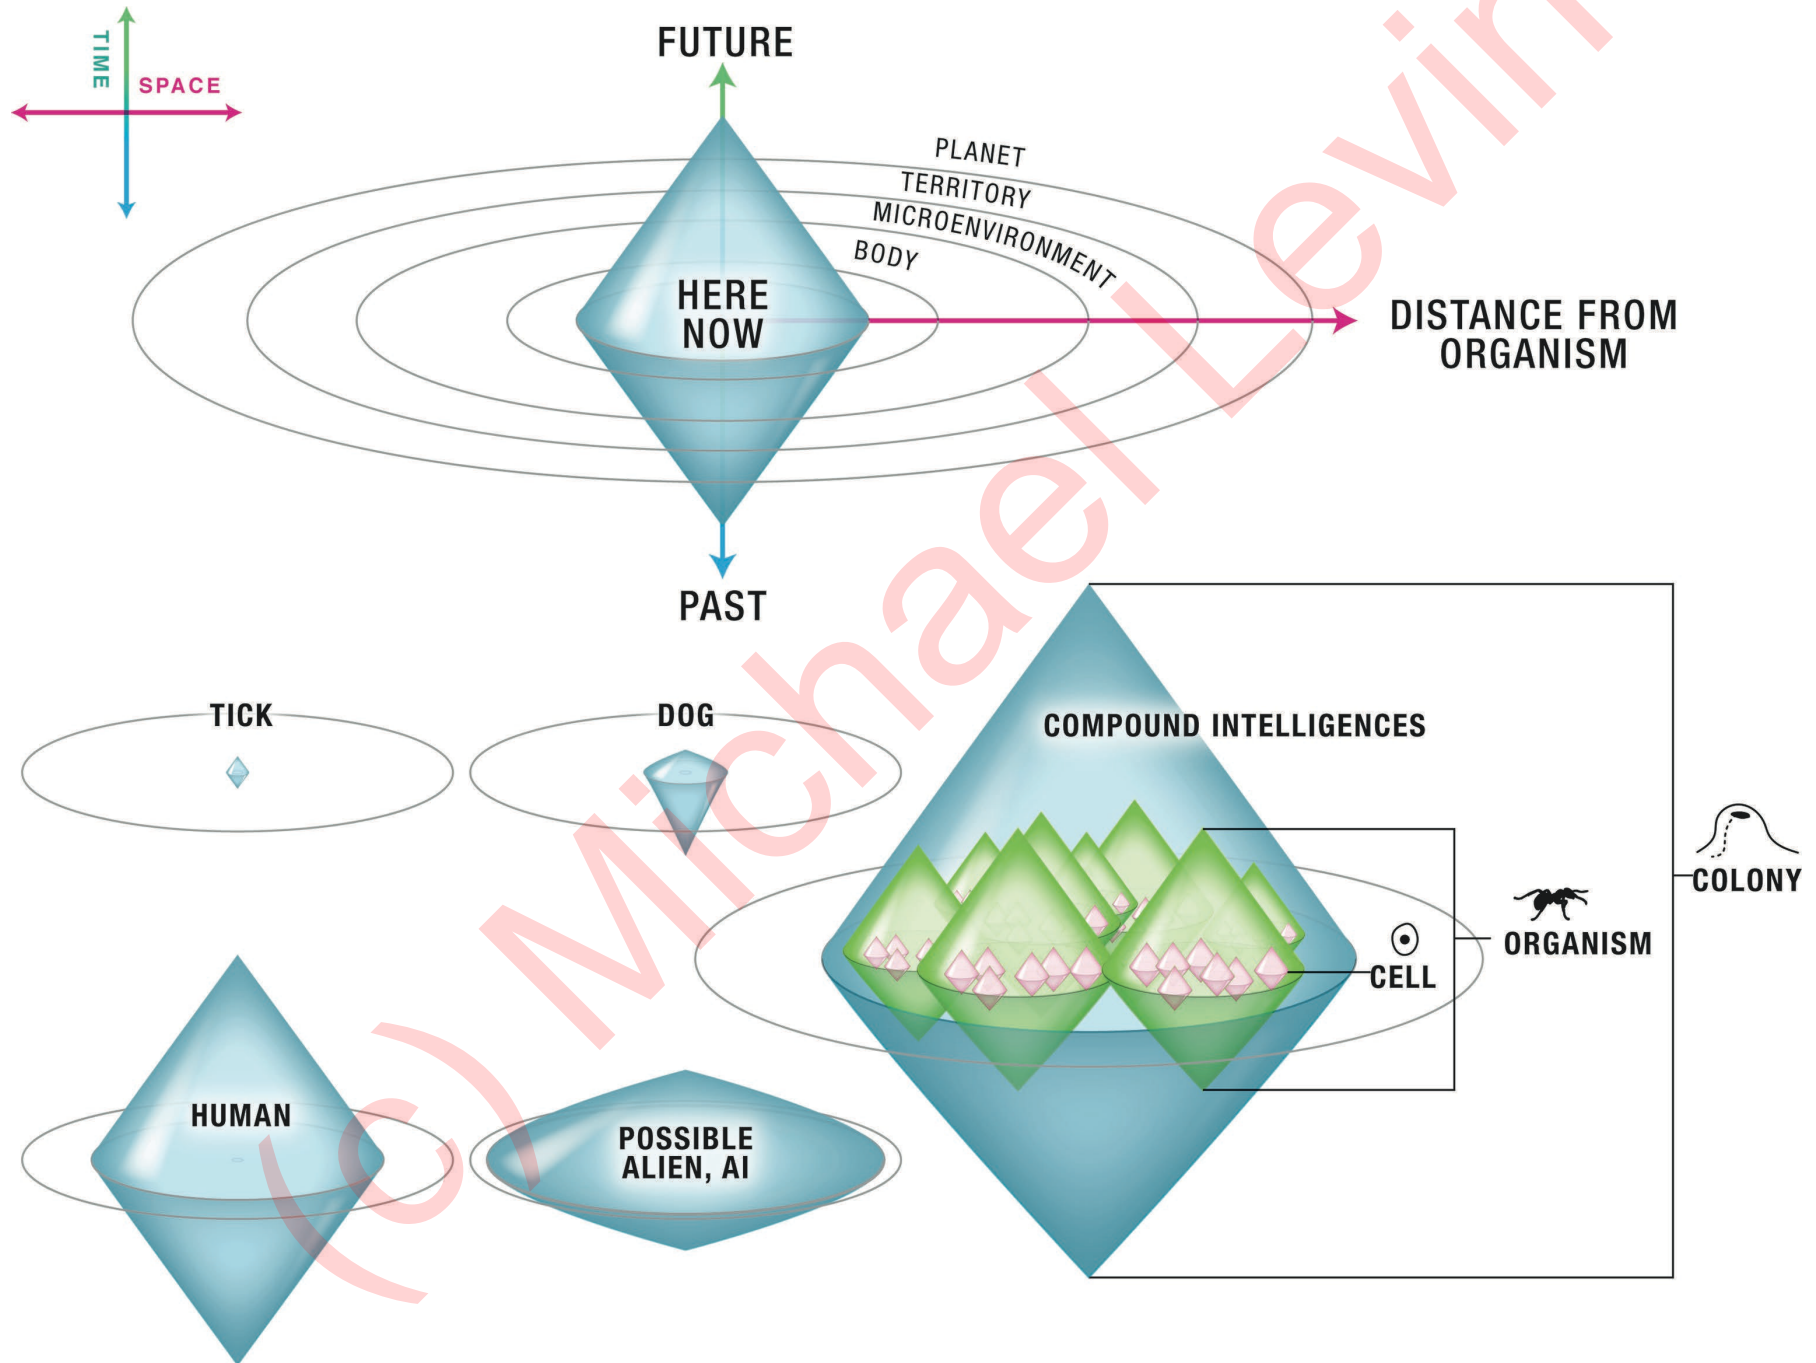 TIME
SPACE
FUTURE
PLANET
TERRITORY
MICROENVIRONMENT
BODY
HERE
NOW
DISTANCE FROM
ORGANISM
PAST
TICK
DOG
COMPOUND INTELLIGENCES
COLONY
ORGANISM
CELL
HUMAN
POSSIBLE
ALIEN, AI
(c) Michael Levin